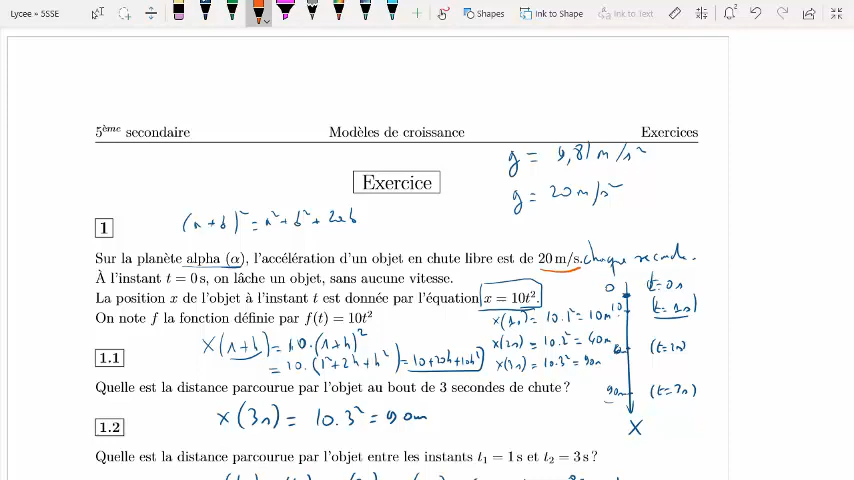 Lycee » 5SSE
Shapes
Ink to Shape
Ink to Text
5ème secondaire
Modèles de croissance
Exercices
g = 9,81 m/s²
Exercice
g = 20 m/s²
(a+b)² = a² + b² + 2ab
1
Sur la planète alpha (α), l'accélération d'un objet en chute libre est de 20 m/s. chaque seconde.
À l'instant t = 0 s, on lâche un objet, sans aucune vitesse.
0 t = 0s
La position x de l'objet à l'instant t est donnée par l'équation x = 10t².
10 (t = 1s)
On note f la fonction définie par f(t) = 10t²
x(1s) = 10.1² = 10m
x(1+h) = 10.(1+h)²
x(2s) = 10.2² = 40m
(t=2s)
1.1
= 10.(1²+2h+h²) = 10+20h+10h²
x(3s) = 10.3² = 90m
Quelle est la distance parcourue par l'objet au bout de 3 secondes de chute ?
90m (t=3s)
x(3s) = 10.3² = 90m
X
1.2
Quelle est la distance parcourue par l'objet entre les instants t₁ = 1 s et t₂ = 3 s ?